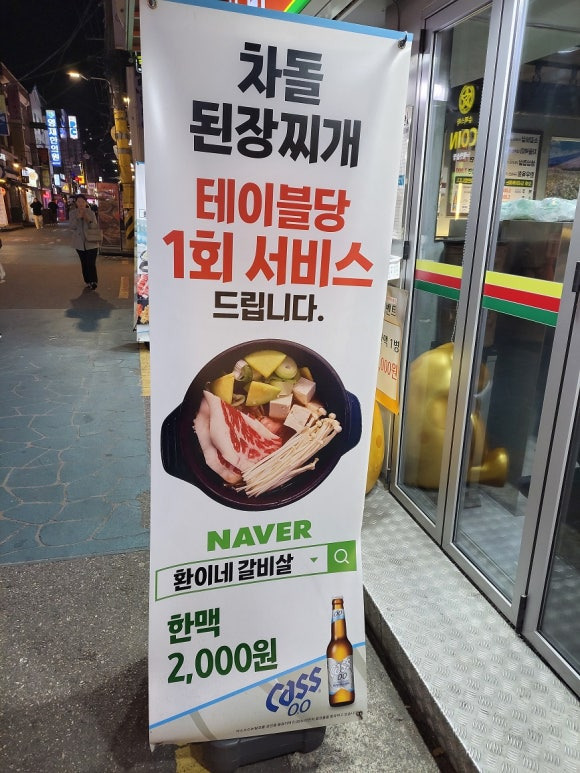 차돌
된장찌개
테이블당
1회 서비스
드립니다.
NAVER
환이네 갈비살
한맥
2,000원
Cass
00
COIN